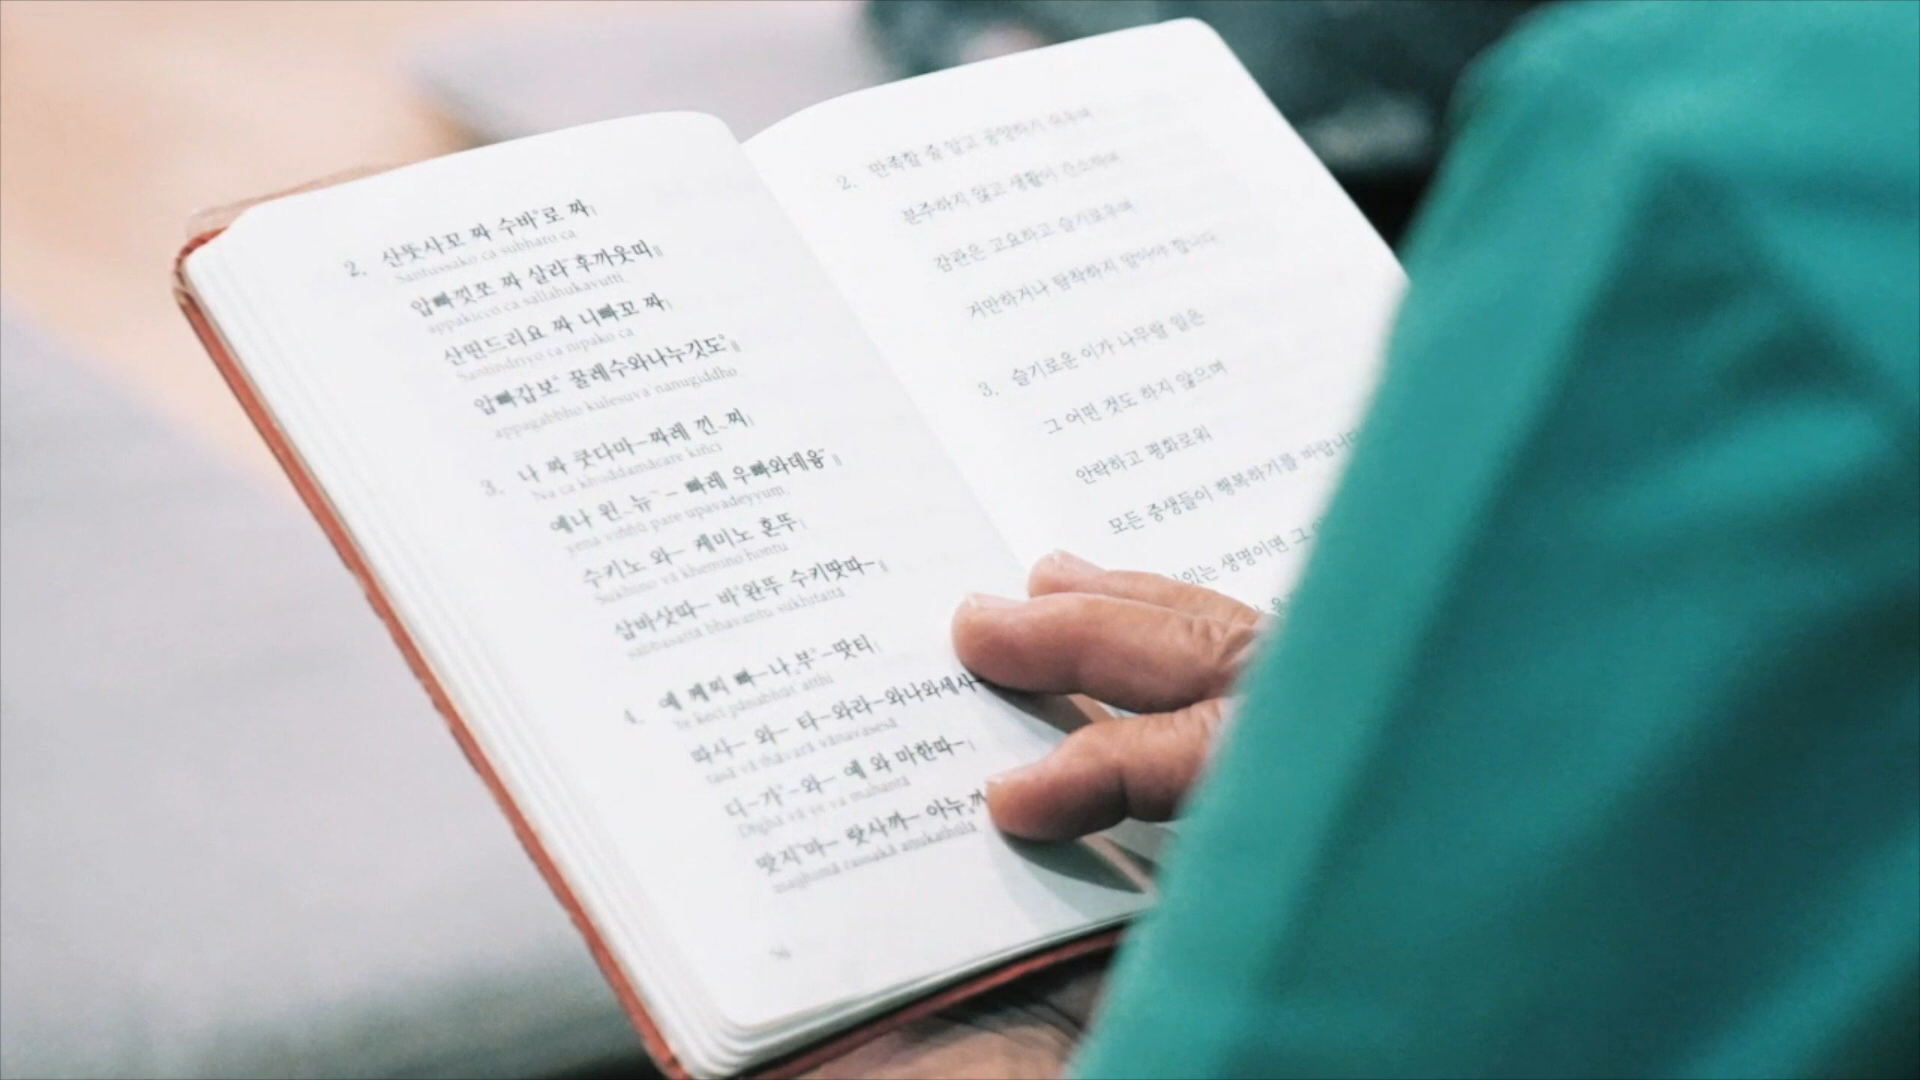 2. 산뚯사꼬 짜 수바°로 짜|
Santussako ca subharo ca
압빠낏쪼 짜 살라°후까웃띠||
appakicco ca sallahukavutti
산띤드리요 짜 니빠꼬 짜|
Santindriyo ca nipako ca
압빠갑보° 꿀레수와나누깃도°||
appagabbho kulesuva nanugiddho
3. 나 짜 쿳다마–짜레 낀 찌|
Na ca khuddamācare kiñci
예나 윈 뉴–빠레 우빠와데융||
yena viññū pare upavadeyyum
수키노 와– 케미노 혼뚜|
Sukhino vā khemino hontu
삽바삿따– 바°완뚜 수키땃따–||
sabbasattā bhavantu sukhitattā
4. 예 께찌 빠–나 부°–땃티|
Ye keci pāṇabhūt' atthi
따사– 와– 타–와라–와나와세사–
tasā vā thāvarā vānavasesā
디–가°–와– 예 와 마한따–|
Dīghā vā ye va mahantā
맛지°마– 랏사까– 아누
majjhimā rassakā aṇukathūlā
2. 만족할 줄 알고 공양하기 쉬우며
분주하지 않고 생활이 간소하며
감관은 고요하고 슬기로우며
거만하거나 탐착하지 말아야 합니다
3. 슬기로운 이가 나무랄 일은
그 어떤 것도 하지 않으며
안락하고 평화로워
모든 중생들이 행복하기를 바랍니다
있는 생명이면 그